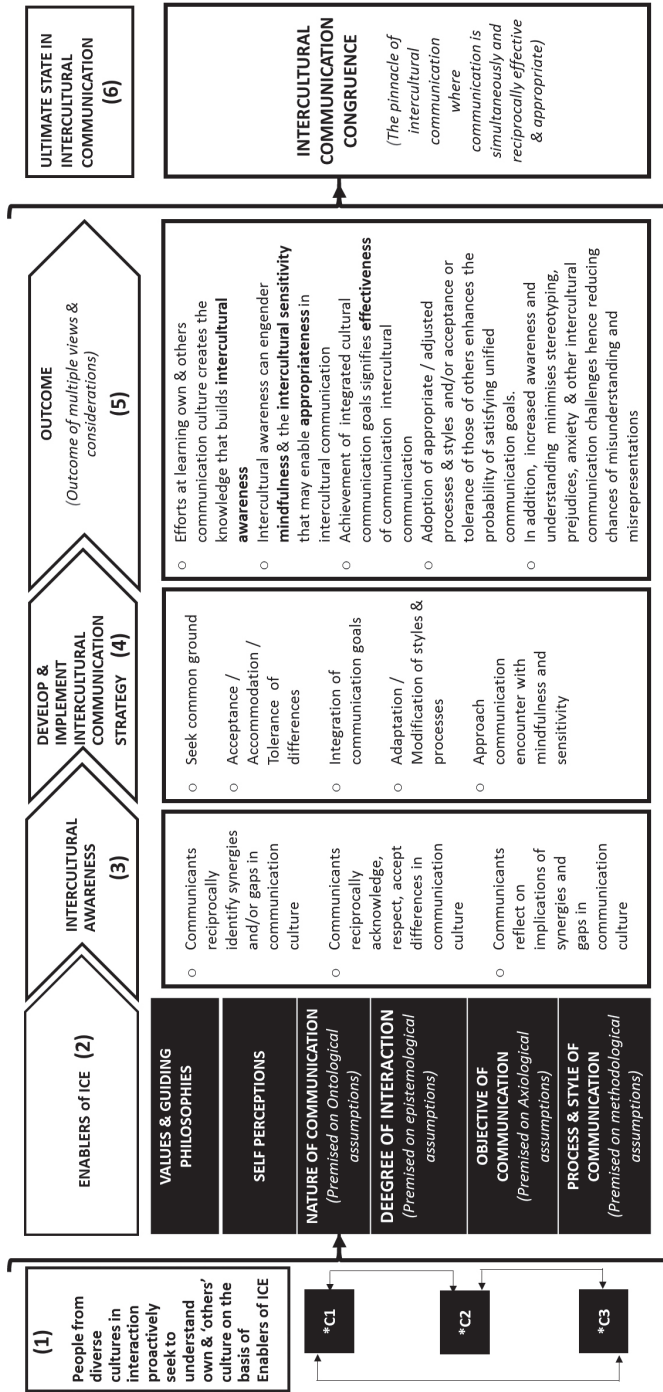 (1)
People from
diverse
cultures in
interaction
proactively
seek to
understand
own & 'others'
culture on the
basis of
Enablers of ICE
*C1
*C2
*C3
ENABLERS of ICE (2)
VALUES & GUIDING
PHILOSOPHIES
SELF PERCEPTIONS
NATURE OF COMMUNICATION
(Premised on Ontological
assumptions)
DEEGREE OF INTERACTION
(Premised on epistemological
assumptions)
OBJECTIVE OF
COMMUNICATION
(Premised on Axiological
assumptions)
PROCESS & STYLE OF
COMMUNICATION
(Premised on methodological
assumptions)
INTERCULTURAL
AWARENESS
(3)
○ Communicants
reciprocally
identify synergies
and/or gaps in
communication
culture
○ Communicants
reciprocally
acknowledge,
respect, accept
differences in
communication
culture
○ Communicants
reflect on
implications of
synergies and
gaps in
communication
culture
DEVELOP &
IMPLEMENT
INTERCULTURAL
COMMUNICATION
STRATEGY (4)
○ Seek common ground
○ Acceptance /
Accommodation /
Tolerance of
differences
○ Integration of
communication goals
○ Adaptation /
Modification of styles &
processes
○ Approach
communication
encounter with
mindfulness and
sensitivity
OUTCOME
(Outcome of multiple views &
considerations)
(5)
○ Efforts at learning own & others
communication culture creates the
knowledge that builds intercultural
awareness
○ Intercultural awareness can engender
mindfulness & the intercultural sensitivity
that may enable appropriateness in
intercultural communication
○ Achievement of integrated cultural
communication goals signifies effectiveness
of communication intercultural
communication
○ Adoption of appropriate / adjusted
processes & styles and/or acceptance or
tolerance of those of others enhances the
probability of satisfying unified
communication goals.
○ In addition, increased awareness and
understanding minimises stereotyping,
prejudices, anxiety & other intercultural
communication challenges hence reducing
chances of misunderstanding and
misrepresentations
ULTIMATE STATE IN
INTERCULTURAL
COMMUNICATION
(6)
INTERCULTURAL
COMMUNICATION
CONGRUENCE
(The pinnacle of
intercultural
communication
where
communication is
simultaneously and
reciprocally effective
& appropriate)